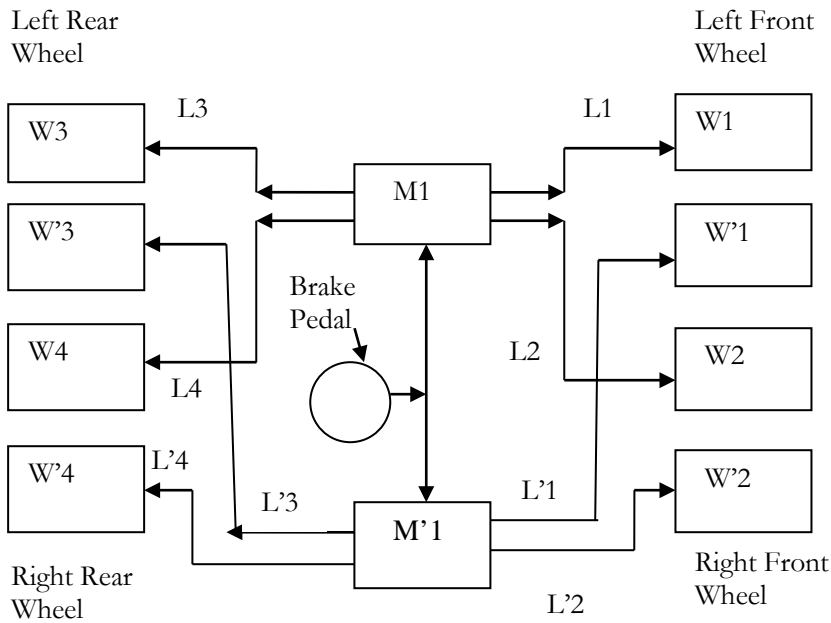 Left Rear
Wheel
Left Front
Wheel
L3
L1
W3
W1
M1
W'3
W'1
Brake
Pedal
W4
L4
L2
W2
W'4
L'4
L'3
L'1
W'2
M'1
Right Rear
Wheel
Right Front
Wheel
L'2